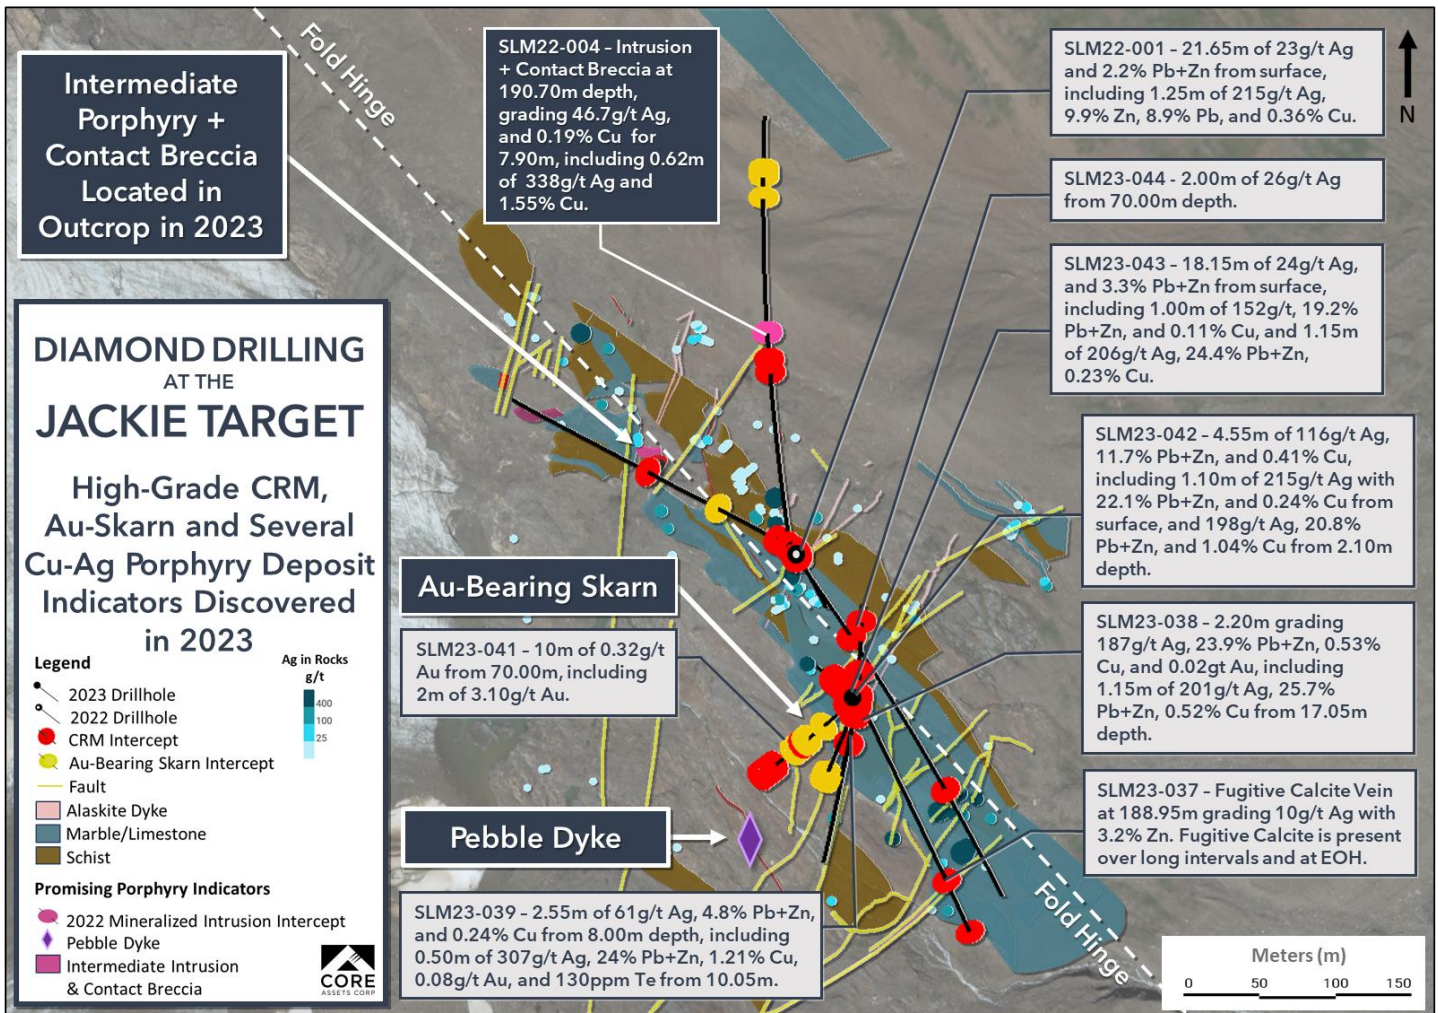 Fold Hinge
Intermediate
Porphyry +
Contact Breccia
Located in
Outcrop in 2023
SLM22-004 – Intrusion
+ Contact Breccia at
190.70m depth,
grading 46.7g/t Ag,
and 0.19% Cu for
7.90m, including 0.62m
of 338g/t Ag and
1.55% Cu.
SLM22-001 – 21.65m of 23g/t Ag
and 2.2% Pb+Zn from surface,
including 1.25m of 215g/t Ag,
9.9% Zn, 8.9% Pb, and 0.36% Cu.
N
SLM23-044 - 2.00m of 26g/t Ag
from 70.00m depth.
SLM23-043 – 18.15m of 24g/t Ag,
and 3.3% Pb+Zn from surface,
including 1.00m of 152g/t, 19.2%
Pb+Zn, and 0.11% Cu, and 1.15m
of 206g/t Ag, 24.4% Pb+Zn,
0.23% Cu.
SLM23-042 – 4.55m of 116g/t Ag,
11.7% Pb+Zn, and 0.41% Cu,
including 1.10m of 215g/t Ag with
22.1% Pb+Zn, and 0.24% Cu from
surface, and 198g/t Ag, 20.8%
Pb+Zn, and 1.04% Cu from 2.10m
depth.
SLM23-038 – 2.20m grading
187g/t Ag, 23.9% Pb+Zn, 0.53%
Cu, and 0.02gt Au, including
1.15m of 201g/t Ag, 25.7%
Pb+Zn, 0.52% Cu from 17.05m
depth.
SLM23-037 – Fugitive Calcite Vein
at 188.95m grading 10g/t Ag with
3.2% Zn. Fugitive Calcite is present
over long intervals and at EOH.
Au-Bearing Skarn
SLM23-041 – 10m of 0.32g/t
Au from 70.00m, including
2m of 3.10g/t Au.
Pebble Dyke
SLM23-039 – 2.55m of 61g/t Ag, 4.8% Pb+Zn,
and 0.24% Cu from 8.00m depth, including
0.50m of 307g/t Ag, 24% Pb+Zn, 1.21% Cu,
0.08g/t Au, and 130ppm Te from 10.05m.
Fold Hinge
DIAMOND DRILLING
AT THE
JACKIE TARGET
High-Grade CRM,
Au-Skarn and Several
Cu-Ag Porphyry Deposit
Indicators Discovered
in 2023
Legend
2023 Drillhole
2022 Drillhole
CRM Intercept
Au-Bearing Skarn Intercept
Fault
Alaskite Dyke
Marble/Limestone
Schist
Ag in Rocks
g/t
400
100
25
Promising Porphyry Indicators
2022 Mineralized Intrusion Intercept
Pebble Dyke
Intermediate Intrusion
& Contact Breccia
CORE
ASSETS CORP
Meters (m)
0 50 100 150